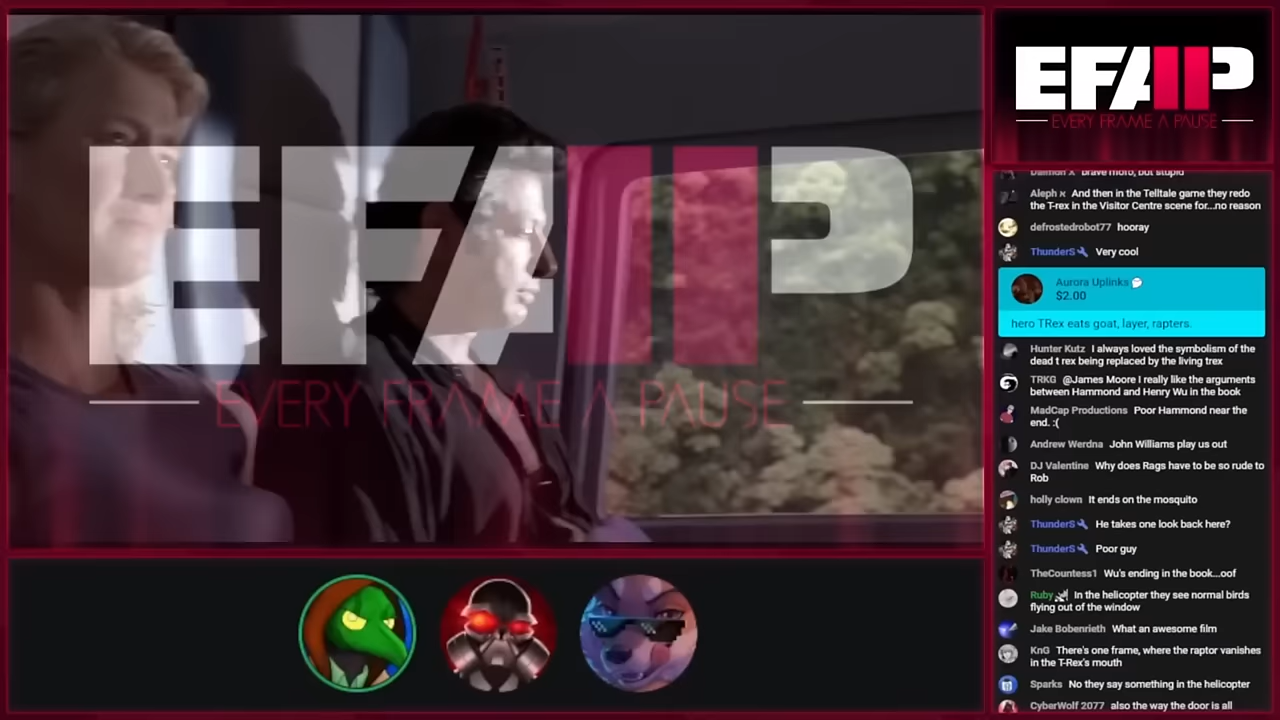 EFAP
EVERY FRAME A PAUSE
EFAP
EVERY FRAME A PAUSE
Daimon X brave moro, but stupid
Aleph א And then in the Telltale game they redo
the T-rex in the Visitor Centre scene for...no reason
defrostedrobot77 hooray
ThunderS Very cool
Aurora Uplinks
$2.00
hero TRex eats goat, layer, rapters.
Hunter Kutz I always loved the symbolism of the
dead t rex being replaced by the living trex
TRKG @James Moore I really like the arguments
between Hammond and Henry Wu in the book
MadCap Productions Poor Hammond near the
end. :(
Andrew Werdna John Williams play us out
DJ Valentine Why does Rags have to be so rude to
Rob
holly clown It ends on the mosquito
ThunderS He takes one look back here?
ThunderS Poor guy
TheCountess1 Wu's ending in the book...oof
Ruby In the helicopter they see normal birds
flying out of the window
Jake Bobenrieth What an awesome film
KnG There's one frame, where the raptor vanishes
in the T-Rex's mouth
Sparks No they say something in the helicopter
CyberWolf 2077 also the way the door is all